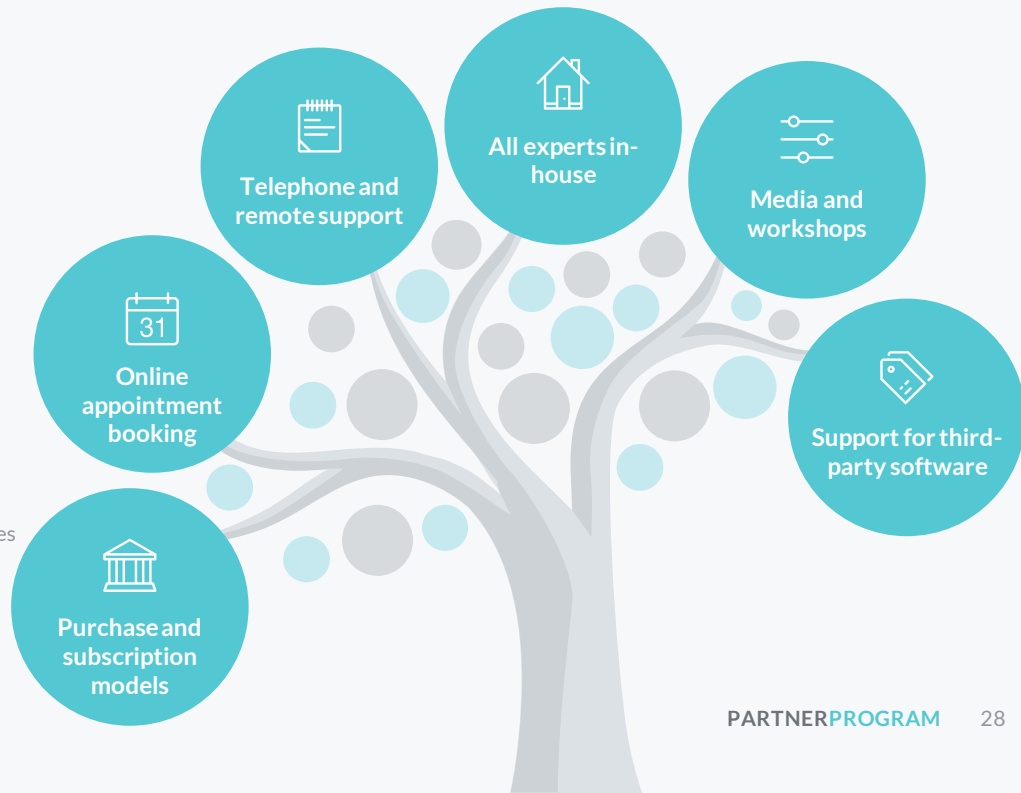 All experts in-
house
Telephone and
remote support
Media and
workshops
31
Online
appointment
booking
Support for third-
party software
es
Purchase and
subscription
models
PARTNERPROGRAM 28